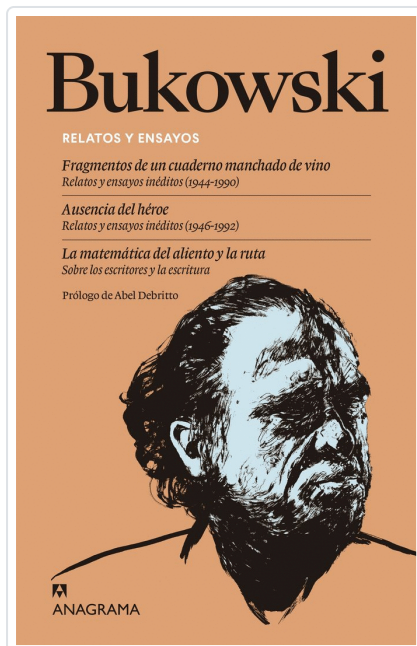 Bukowski
RELATOS Y ENSAYOS
Fragmentos de un cuaderno manchado de vino
Relatos y ensayos inéditos (1944-1990)
Ausencia del héroe
Relatos y ensayos inéditos (1946-1992)
La matemática del aliento y la ruta
Sobre los escritores y la escritura
Prólogo de Abel Debritto
ANAGRAMA